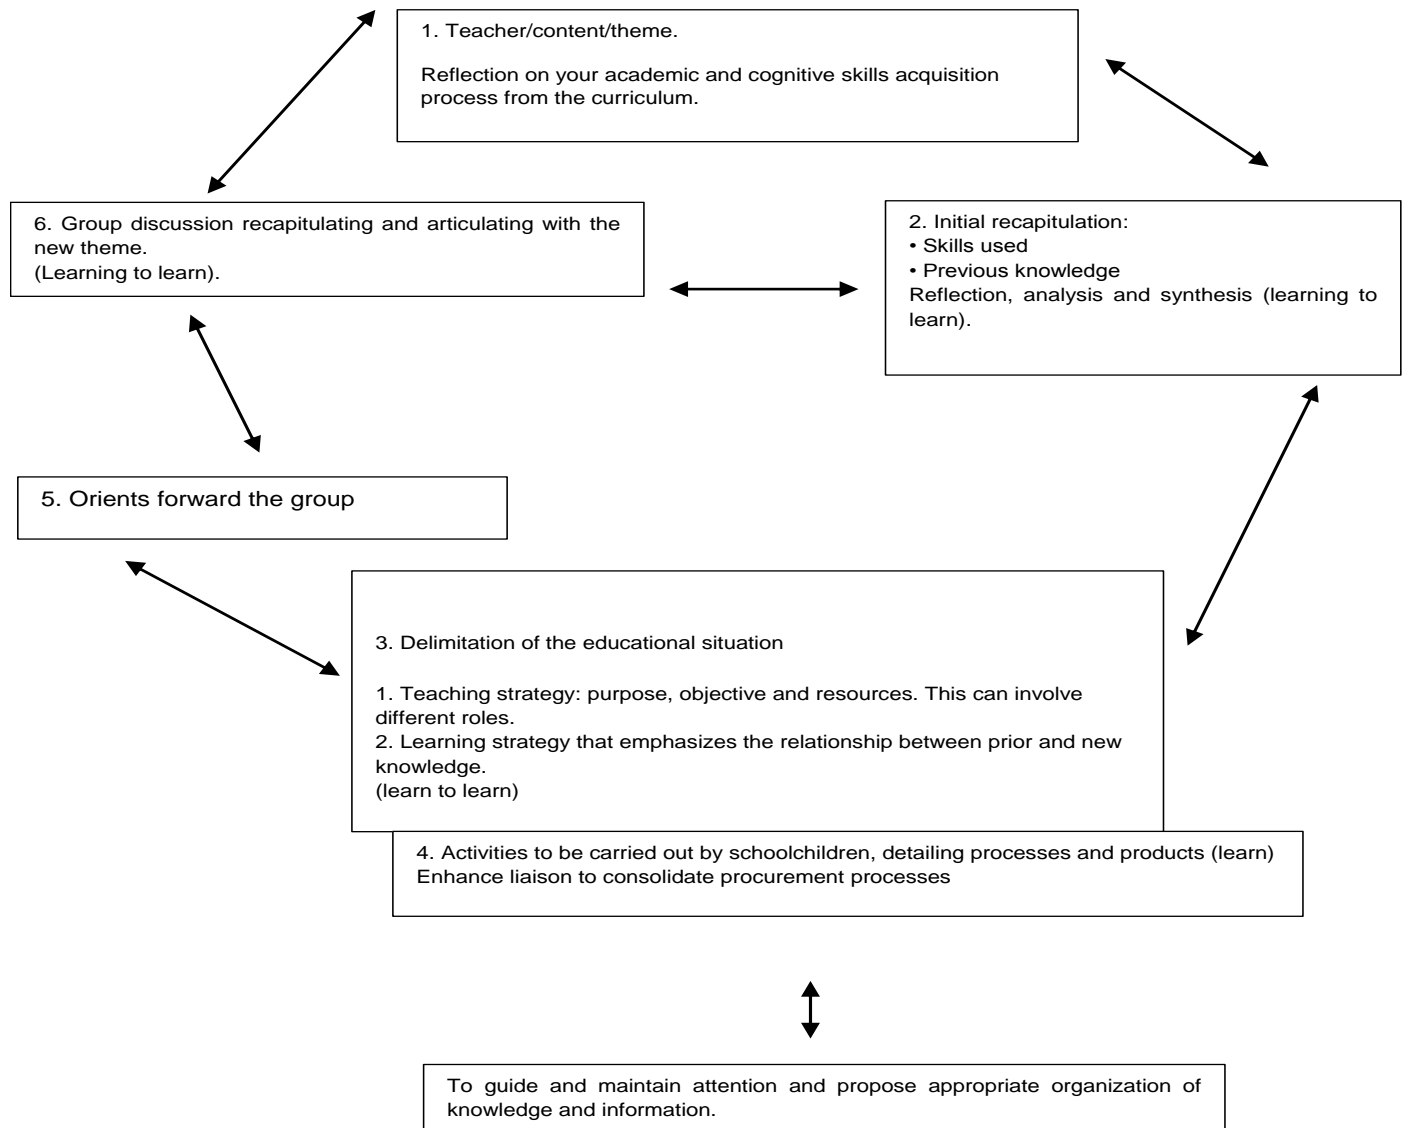 1. Teacher/content/theme.
Reflection on your academic and cognitive skills acquisition
process from the curriculum.
6. Group discussion recapitulating and articulating with the
new theme.
(Learning to learn).
2. Initial recapitulation:
• Skills used
• Previous knowledge
Reflection, analysis and synthesis (learning to
learn).
5. Orients forward the group
3. Delimitation of the educational situation
1. Teaching strategy: purpose, objective and resources. This can involve
different roles.
2. Learning strategy that emphasizes the relationship between prior and new
knowledge.
(learn to learn)
4. Activities to be carried out by schoolchildren, detailing processes and products (learn)
Enhance liaison to consolidate procurement processes
To guide and maintain attention and propose appropriate organization of
knowledge and information.